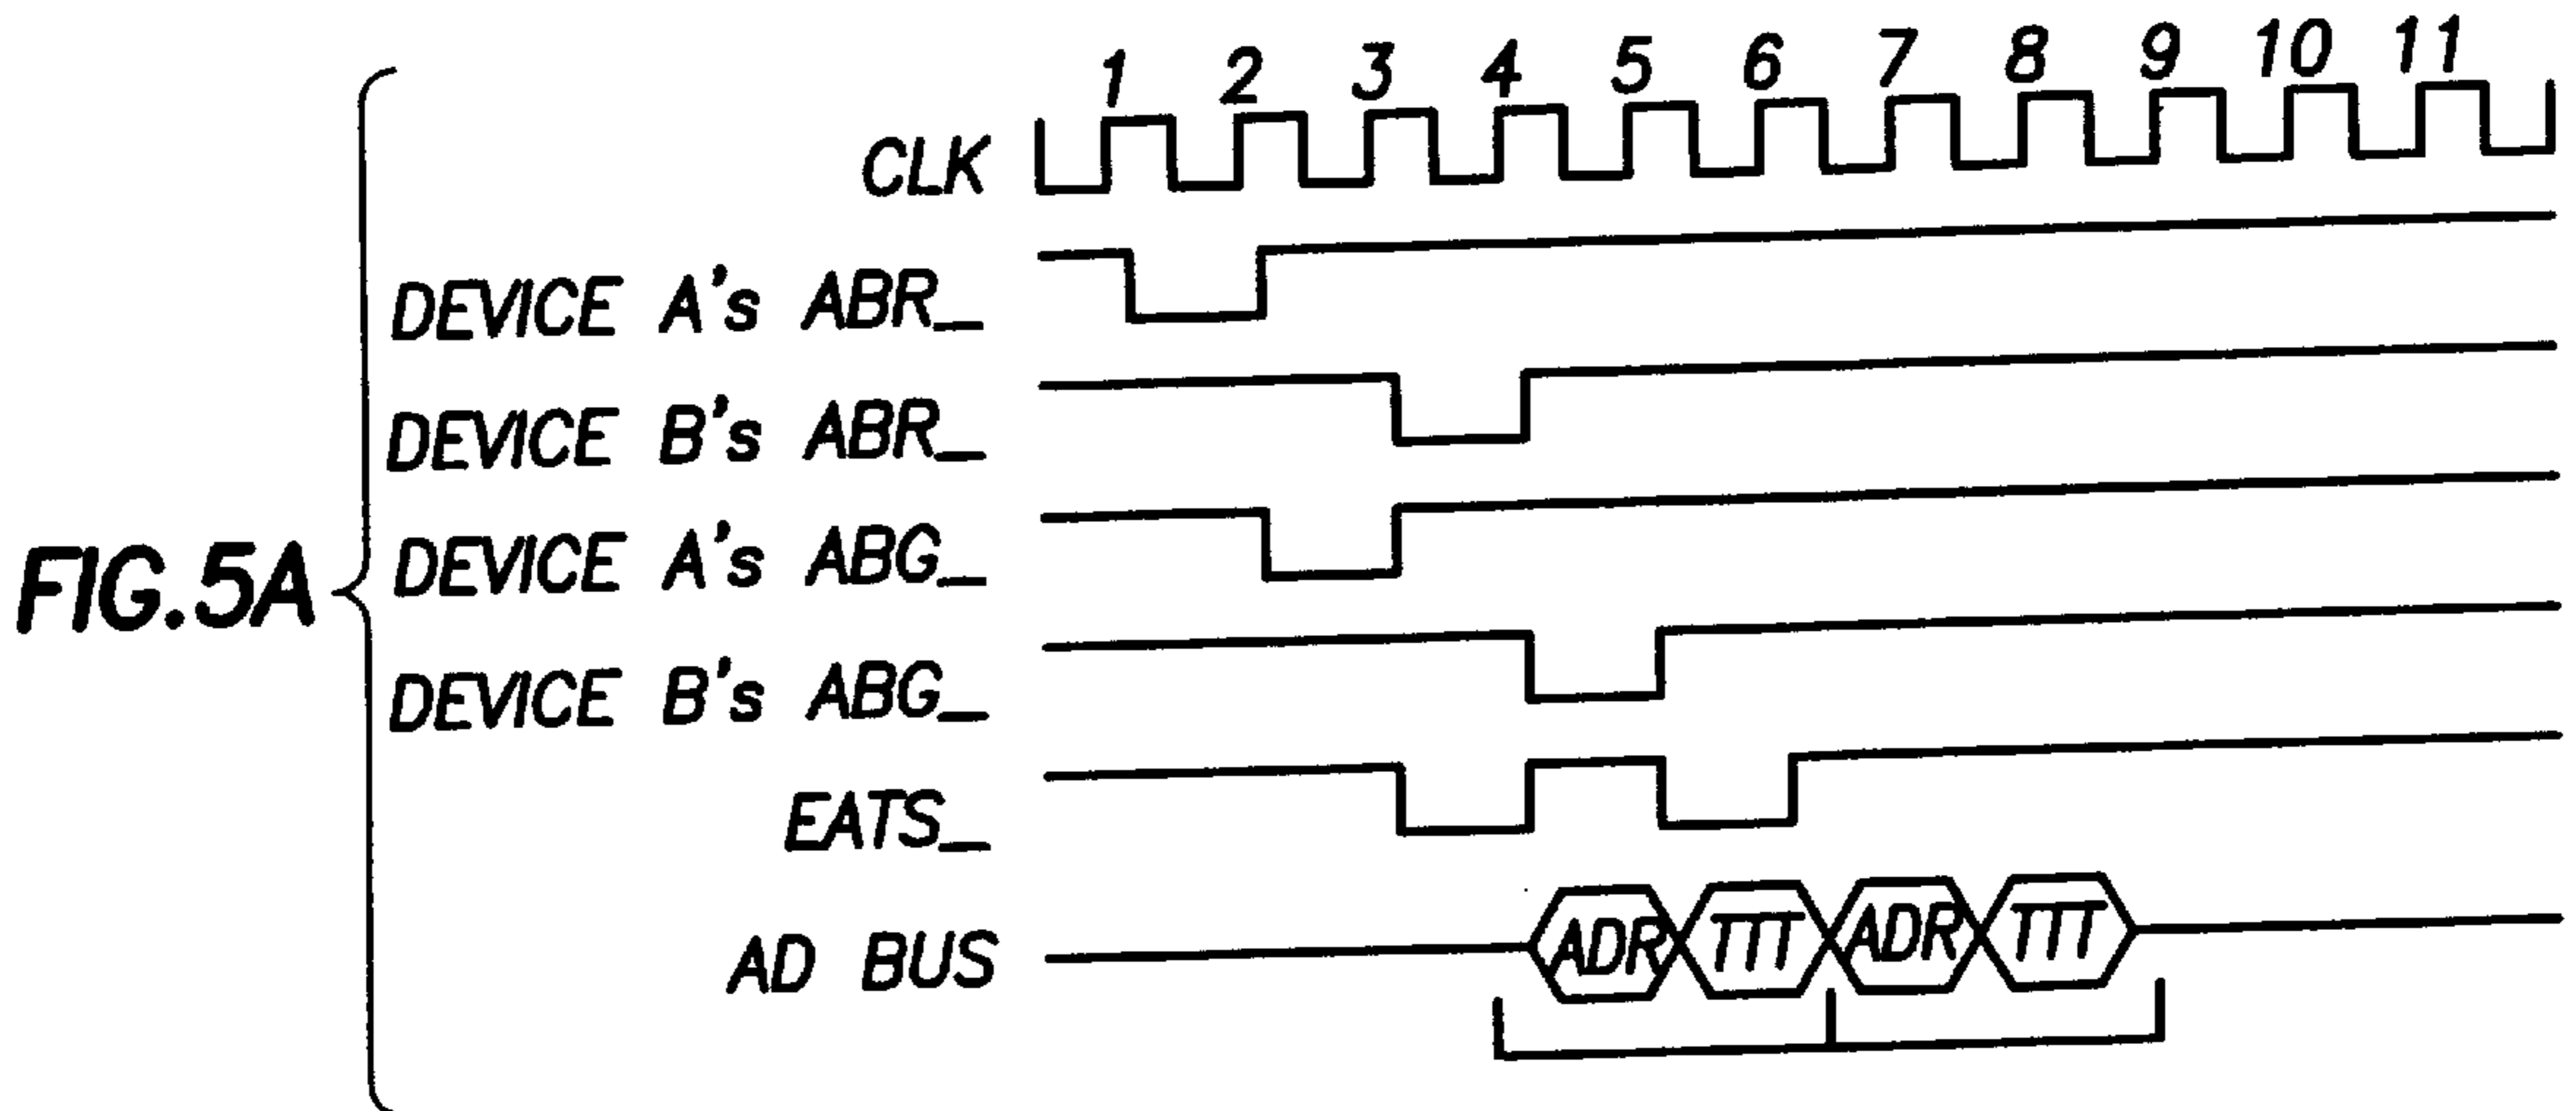 1 2 3 4 5 6 7 8 9 10 11
CLK
DEVICE A's ABR_
DEVICE B's ABR_
DEVICE A's ABG_
FIG.5A
DEVICE B's ABG_
EATS_
AD BUS
ADR TTT ADR TTT